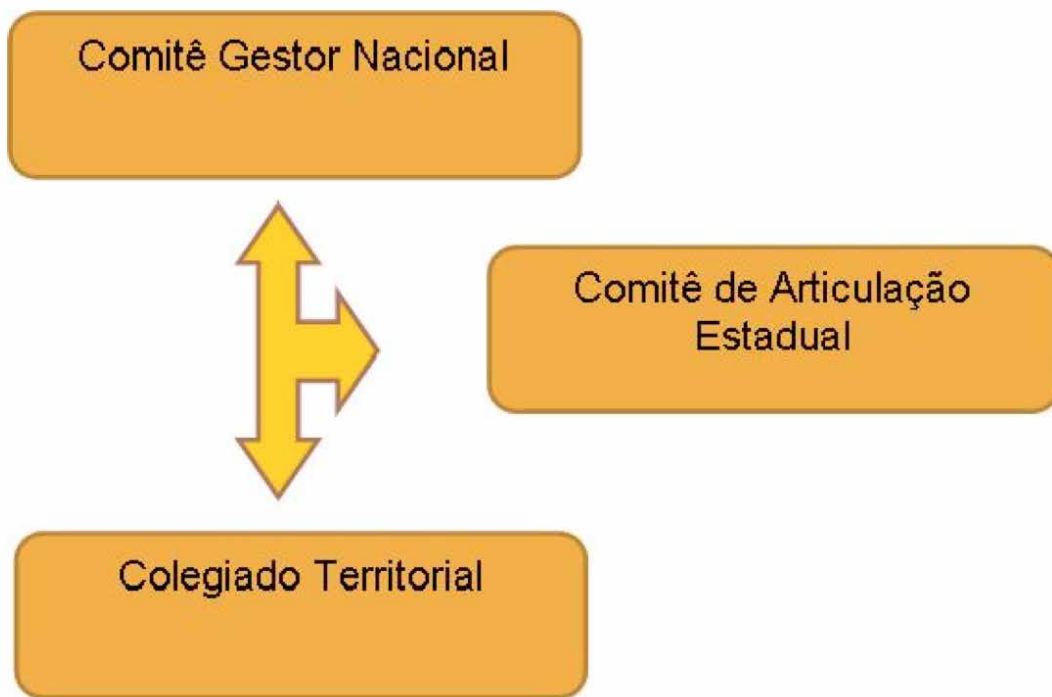 Comitê Gestor Nacional
Comitê de Articulação
Estadual
Colegiado Territorial